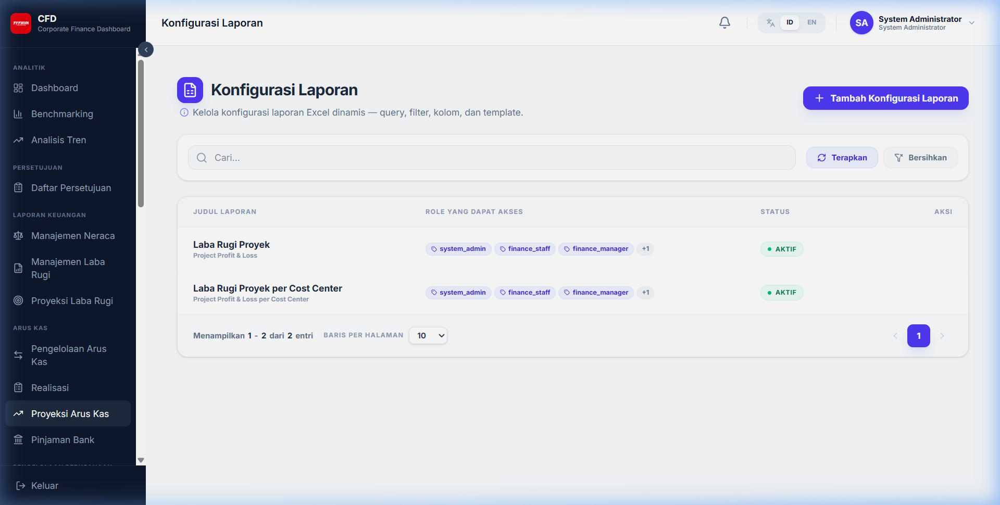 TITHIN
CFD
Corporate Finance Dashboard
Konfigurasi Laporan
ID
EN
SA
System Administrator
System Administrator
ANALITIK
Dashboard
Benchmarking
Analisis Tren
PERSETUJUAN
Daftar Persetujuan
LAPORAN KEUANGAN
Manajemen Neraca
Manajemen Laba
Rugi
Proyeksi Laba Rugi
ARUS KAS
Pengelolaan Arus
Kas
Realisasi
Proyeksi Arus Kas
Pinjaman Bank
Keluar
Konfigurasi Laporan
Kelola konfigurasi laporan Excel dinamis — query, filter, kolom, dan template.
Tambah Konfigurasi Laporan
Cari...
Terapkan
Bersihkan
JUDUL LAPORAN ROLE YANG DAPAT AKSES STATUS AKSI
Laba Rugi Proyek
Project Profit & Loss
system_admin finance_staff finance_manager +1
AKTIF
Laba Rugi Proyek per Cost Center
Project Profit & Loss per Cost Center
system_admin finance_staff finance_manager +1
AKTIF
Menampilkan 1 - 2 dari 2 entri BARIS PER HALAMAN 10
1